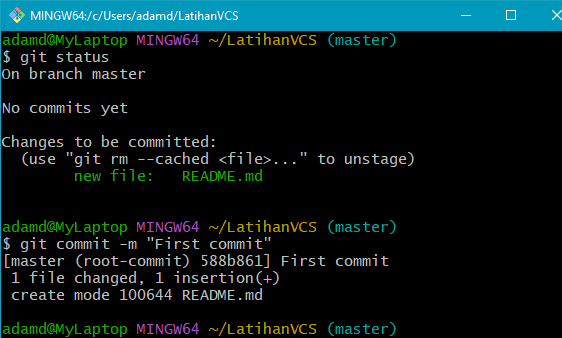 MINGW64:/c/Users/adamd/LatihanVCS
adamd@MyLaptop MINGW64 ~/LatihanVCS (master)
$ git status
On branch master
No commits yet
Changes to be committed:
  (use "git rm --cached <file>..." to unstage)
        new file:   README.md
adamd@MyLaptop MINGW64 ~/LatihanVCS (master)
$ git commit -m "First commit"
[master (root-commit) 588b861] First commit
 1 file changed, 1 insertion(+)
 create mode 100644 README.md
adamd@MyLaptop MINGW64 ~/LatihanVCS (master)